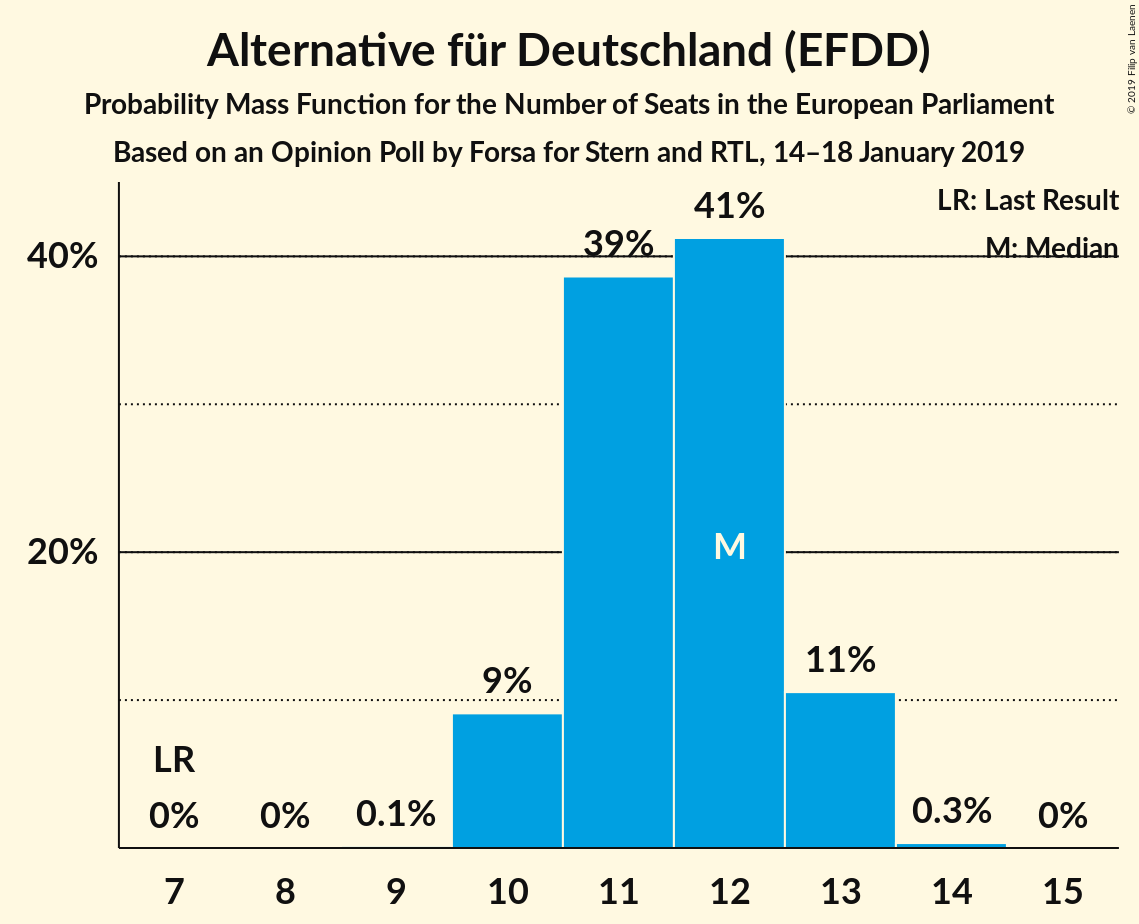 Alternative für Deutschland (EFDD)
Probability Mass Function for the Number of Seats in the European Parliament
Based on an Opinion Poll by Forsa for Stern and RTL, 14–18 January 2019
© 2019 Filip van Laenen
LR: Last Result
M: Median
40%
20%
LR
0%
0%
0.1%
9%
39%
41%
M
11%
0.3%
0%
7 8 9 10 11 12 13 14 15